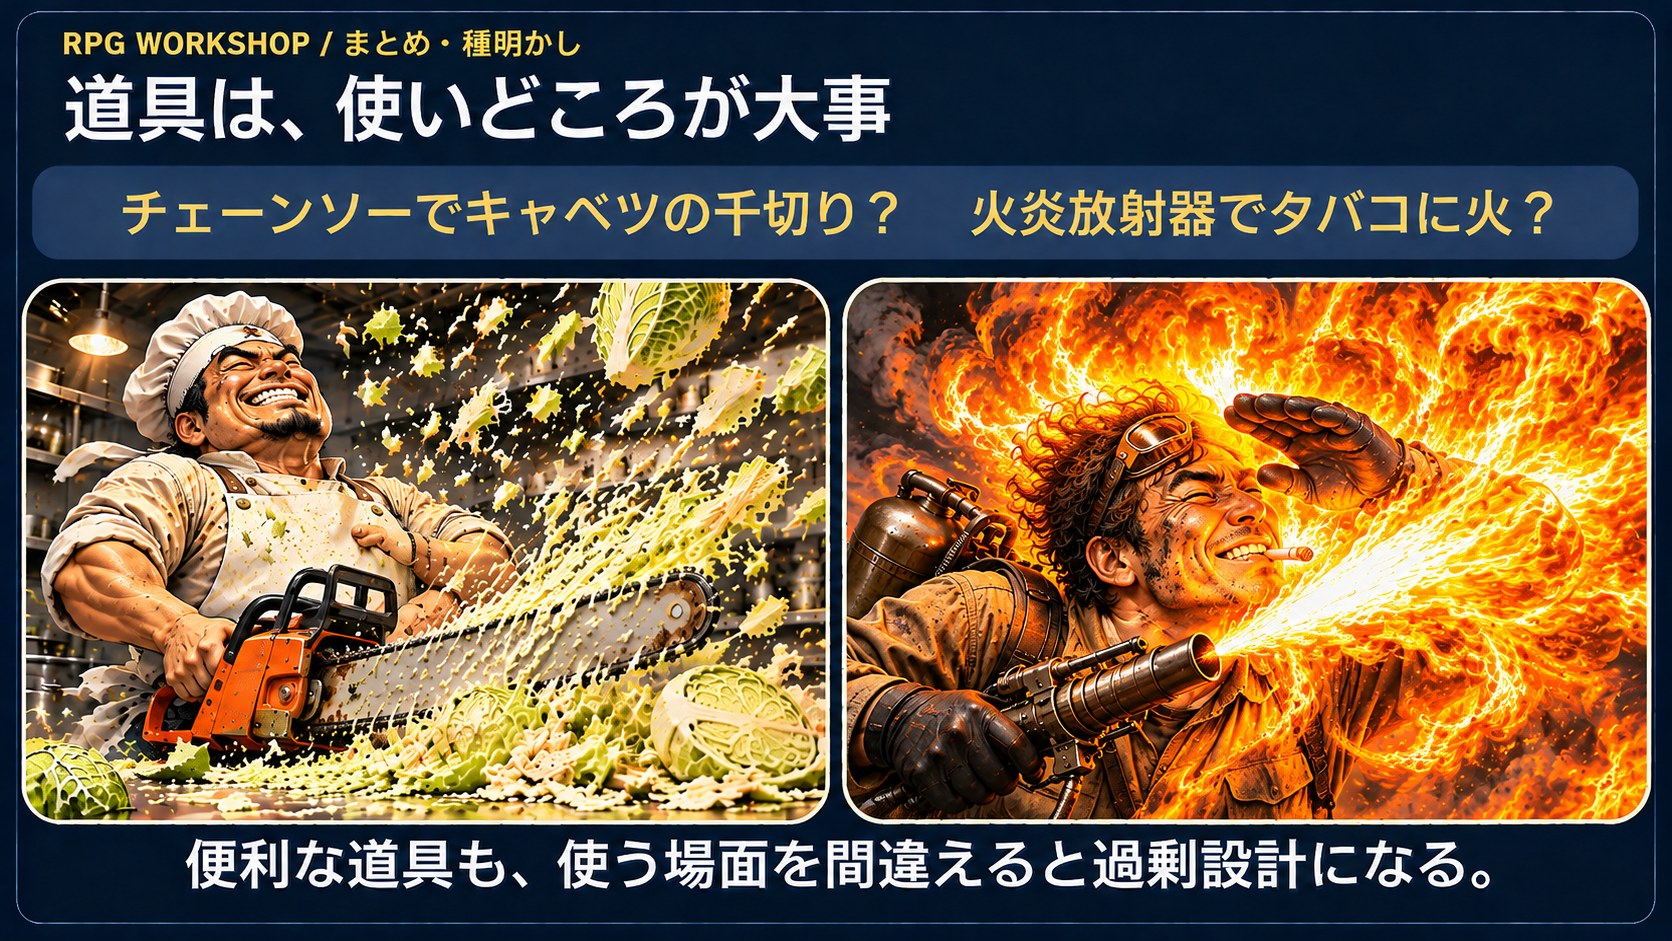 RPG WORKSHOP / まとめ・種明かし
道具は、使いどころが大事
チェーンソーでキャベツの千切り？ 火炎放射器でタバコに火？
便利な道具も、使う場面を間違えると過剰設計になる。